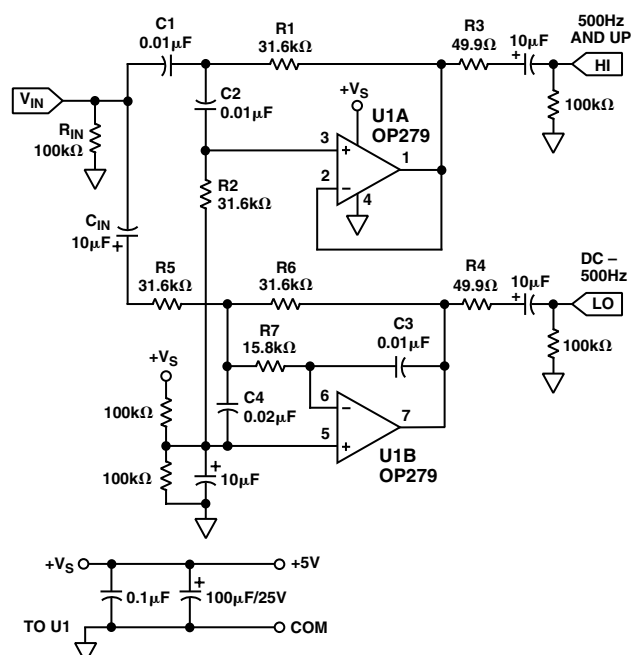 C1
0.01µF
R1
31.6kΩ
R3
49.9Ω
10µF
+
500Hz
AND UP
HI
100kΩ
VIN
RIN
100kΩ
C2
0.01µF
+VS
U1A
OP279
3
+
1
2
−
4
R2
31.6kΩ
CIN
10µF
+
R5
31.6kΩ
R6
31.6kΩ
R4
49.9Ω
10µF
+
DC –
500Hz
LO
100kΩ
R7
15.8kΩ
C3
0.01µF
+VS
100kΩ
C4
0.02µF
6
−
7
5
+
U1B
OP279
100kΩ
+
10µF
+VS
+5V
0.1µF
+
100µF/25V
TO U1
COM